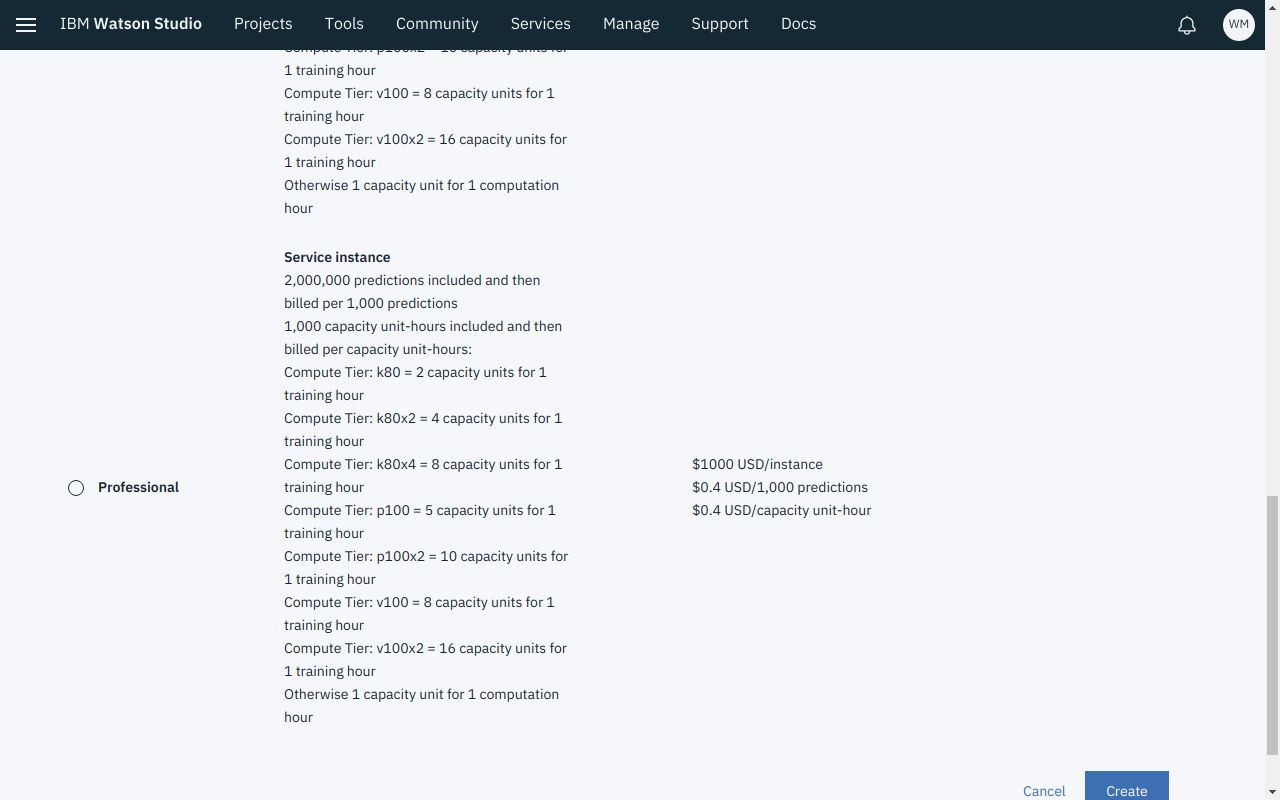 IBM Watson Studio Projects Tools Community Services Manage Support Docs WM
Compute Tier: p100x2 = 10 capacity units for
1 training hour
Compute Tier: v100 = 8 capacity units for 1
training hour
Compute Tier: v100x2 = 16 capacity units for
1 training hour
Otherwise 1 capacity unit for 1 computation
hour
Service instance
2,000,000 predictions included and then
billed per 1,000 predictions
1,000 capacity unit-hours included and then
billed per capacity unit-hours:
Compute Tier: k80 = 2 capacity units for 1
training hour
Compute Tier: k80x2 = 4 capacity units for 1
training hour
Compute Tier: k80x4 = 8 capacity units for 1
training hour
Compute Tier: p100 = 5 capacity units for 1
training hour
Compute Tier: p100x2 = 10 capacity units for
1 training hour
Compute Tier: v100 = 8 capacity units for 1
training hour
Compute Tier: v100x2 = 16 capacity units for
1 training hour
Otherwise 1 capacity unit for 1 computation
hour
Professional
$1000 USD/instance
$0.4 USD/1,000 predictions
$0.4 USD/capacity unit-hour
Cancel Create